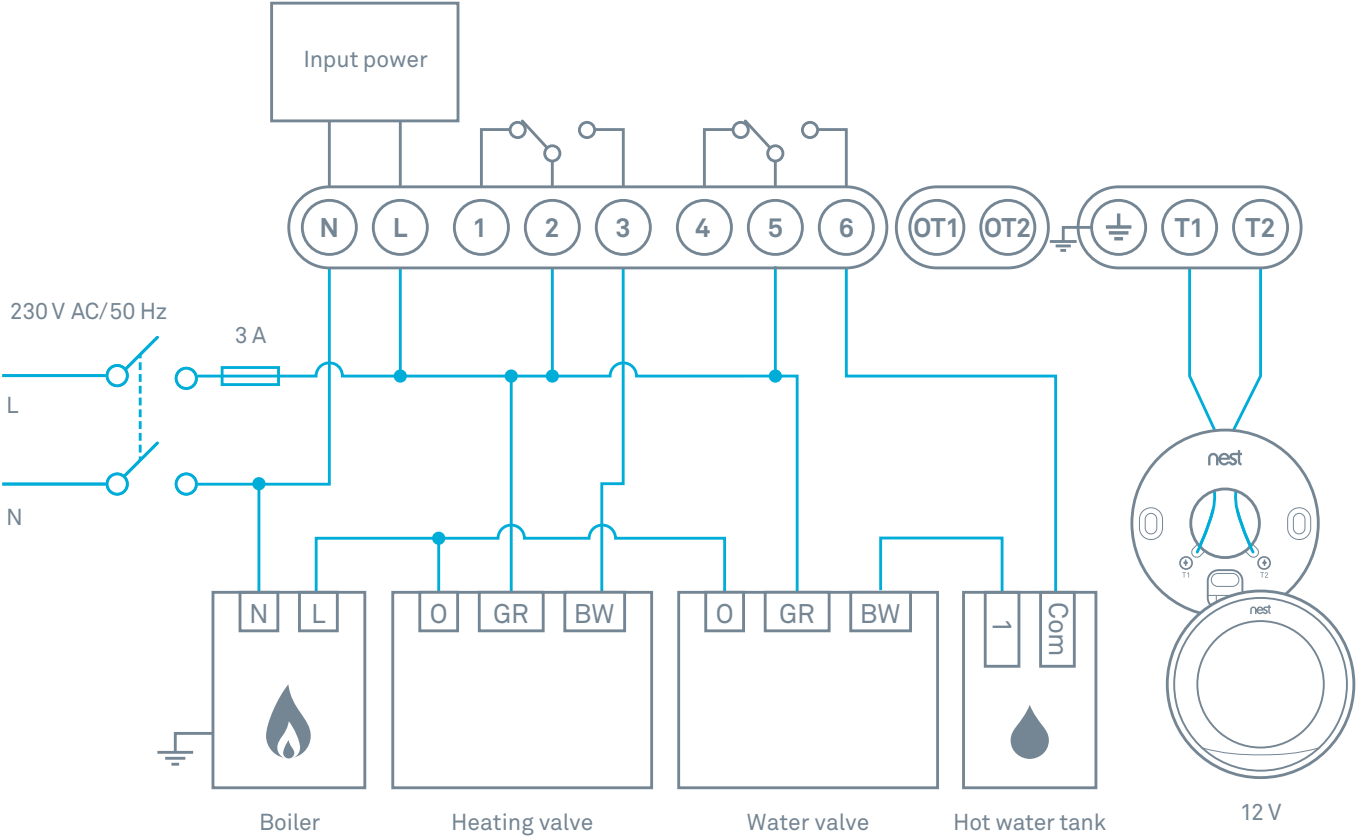 Input power
N L 1 2 3 4 5 6 OT1 OT2 T1 T2
230 V AC/50 Hz
3 A
L
N
nest
T1 T2
nest
N L O GR BW O GR BW 1 Com
Boiler Heating valve Water valve Hot water tank 12 V